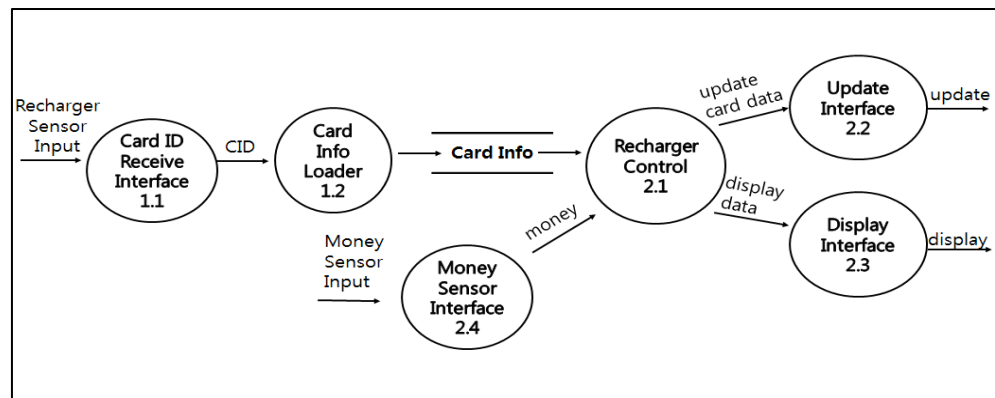 Recharger
Sensor
Input
Card ID
Receive
Interface
1.1
CID
Card
Info
Loader
1.2
Card Info
Money
Sensor
Input
Money
Sensor
Interface
2.4
money
Recharger
Control
2.1
update
card data
Update
Interface
2.2
update
display
data
Display
Interface
2.3
display